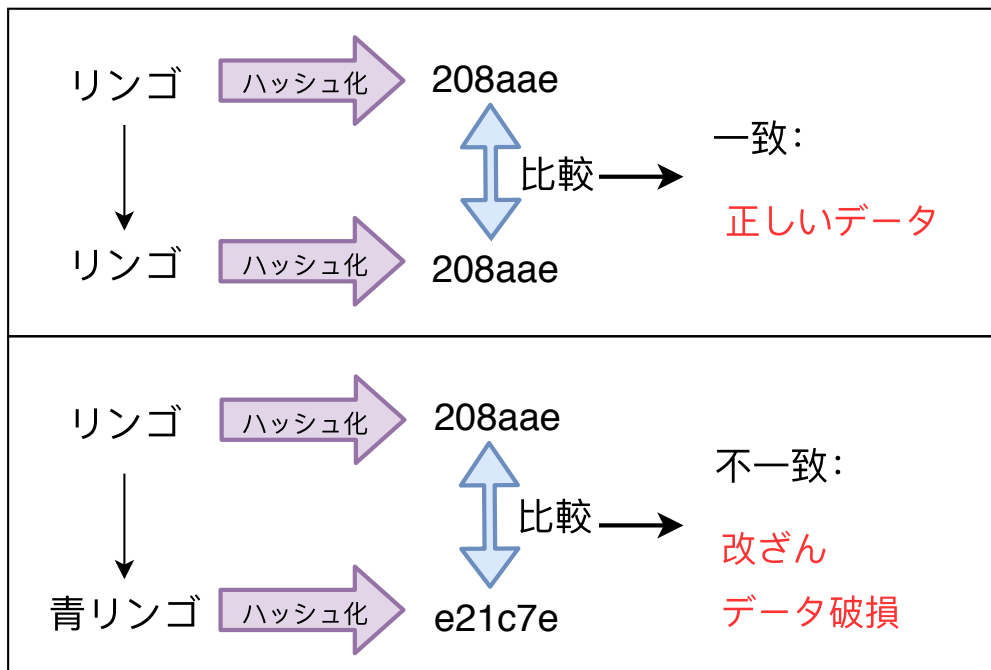 リンゴ
ハッシュ化
208aae
比較
一致：
正しいデータ
リンゴ
ハッシュ化
208aae
リンゴ
ハッシュ化
208aae
比較
不一致：
改ざん
データ破損
青リンゴ
ハッシュ化
e21c7e